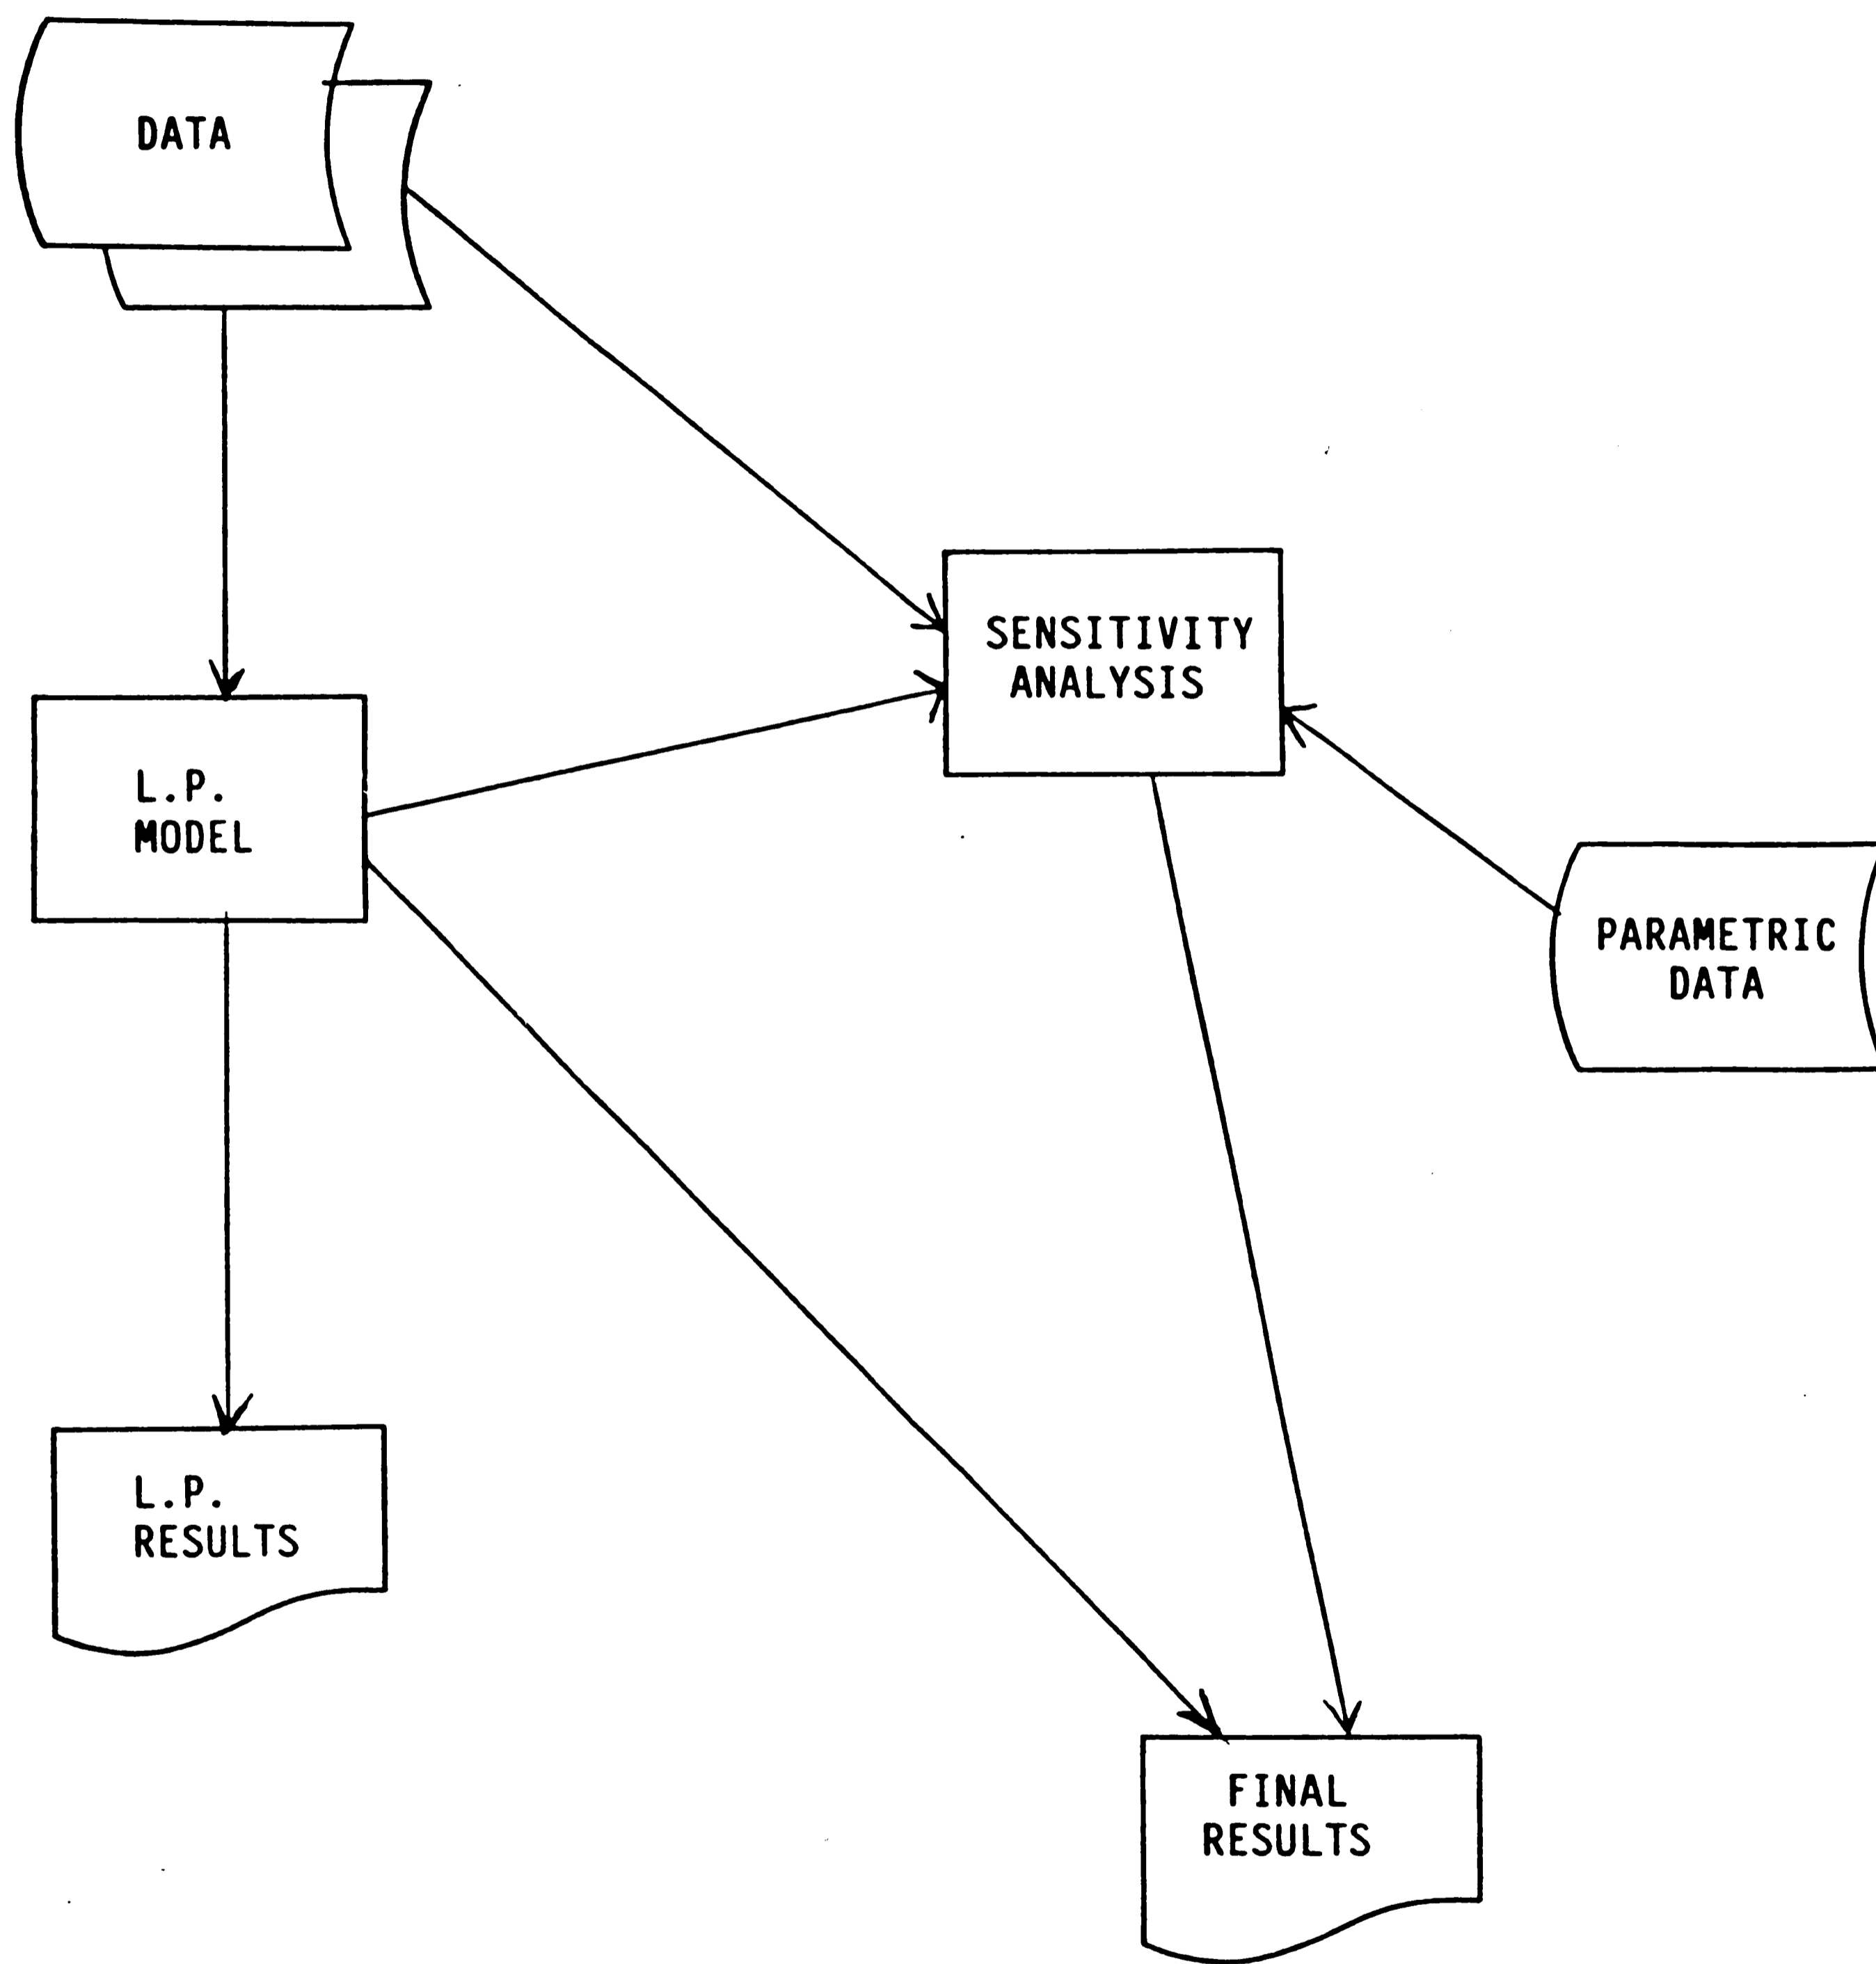 DATA
SENSITIVITY
ANALYSIS
L.P.
MODEL
PARAMETRIC
DATA
L.P.
RESULTS
FINAL
RESULTS